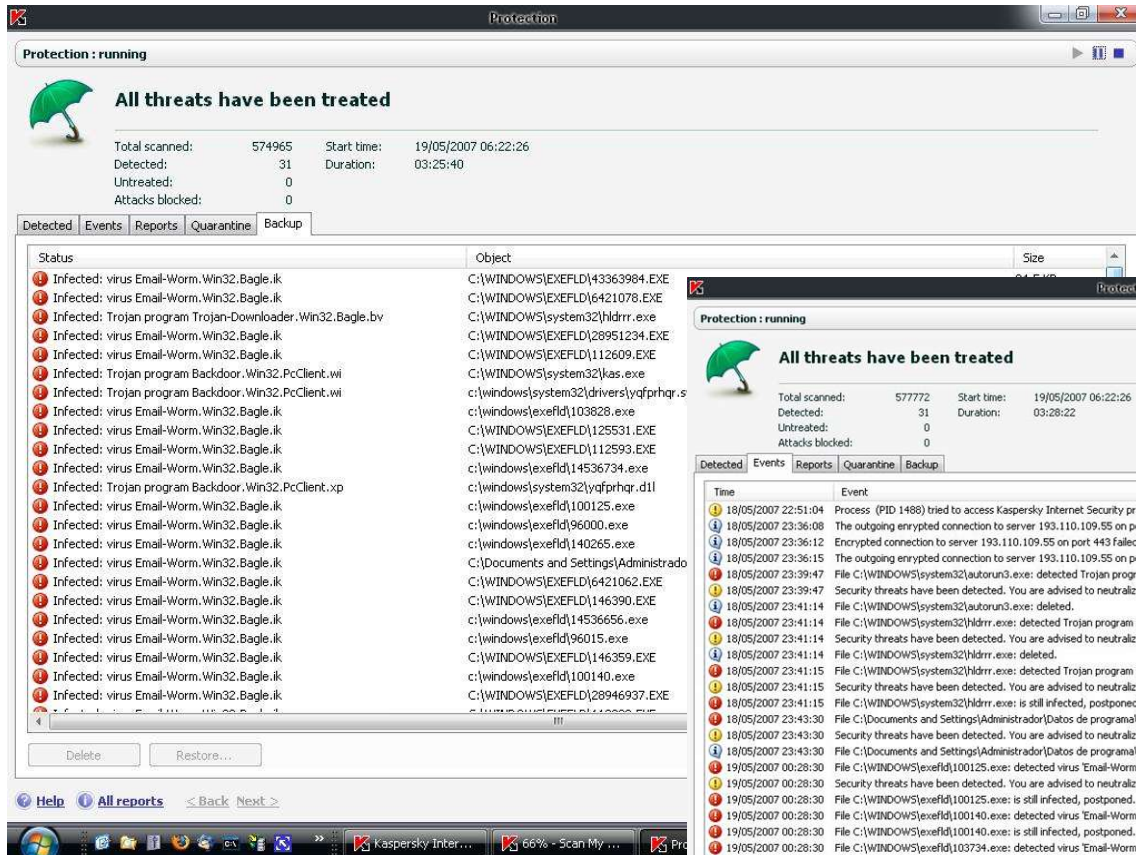 Protection
Protection : running
All threats have been treated
Total scanned: 574965 Start time: 19/05/2007 06:22:26
Detected: 31 Duration: 03:25:40
Untreated: 0
Attacks blocked: 0
Detected Events Reports Quarantine Backup
Status Object Size
Infected: virus Email-Worm.Win32.Bagle.ik C:\WINDOWS\EXEFLD\43363984.EXE
Infected: virus Email-Worm.Win32.Bagle.ik C:\WINDOWS\EXEFLD\6421078.EXE
Infected: Trojan program Trojan-Downloader.Win32.Bagle.bv C:\WINDOWS\system32\hldrrr.exe
Infected: virus Email-Worm.Win32.Bagle.ik C:\WINDOWS\EXEFLD\28951234.EXE
Infected: virus Email-Worm.Win32.Bagle.ik C:\WINDOWS\EXEFLD\112609.EXE
Infected: Trojan program Backdoor.Win32.PcClient.wi C:\WINDOWS\system32\kas.exe
Infected: Trojan program Backdoor.Win32.PcClient.wi c:\windows\system32\drivers\yqfprhqr.s
Infected: virus Email-Worm.Win32.Bagle.ik c:\windows\exefld\103828.exe
Infected: virus Email-Worm.Win32.Bagle.ik C:\WINDOWS\EXEFLD\125531.EXE
Infected: virus Email-Worm.Win32.Bagle.ik C:\WINDOWS\EXEFLD\112593.EXE
Infected: virus Email-Worm.Win32.Bagle.ik c:\windows\exefld\14536734.exe
Infected: Trojan program Backdoor.Win32.PcClient.xp c:\windows\system32\yqfprhqr.d1l
Infected: virus Email-Worm.Win32.Bagle.ik c:\windows\exefld\100125.exe
Infected: virus Email-Worm.Win32.Bagle.ik c:\windows\exefld\96000.exe
Infected: virus Email-Worm.Win32.Bagle.ik c:\windows\exefld\140265.exe
Infected: virus Email-Worm.Win32.Bagle.ik C:\Documents and Settings\Administrado
Infected: virus Email-Worm.Win32.Bagle.ik C:\WINDOWS\EXEFLD\6421062.EXE
Infected: virus Email-Worm.Win32.Bagle.ik C:\WINDOWS\EXEFLD\146390.EXE
Infected: virus Email-Worm.Win32.Bagle.ik c:\windows\exefld\14536656.exe
Infected: virus Email-Worm.Win32.Bagle.ik c:\windows\exefld\96015.exe
Infected: virus Email-Worm.Win32.Bagle.ik C:\WINDOWS\EXEFLD\146359.EXE
Infected: virus Email-Worm.Win32.Bagle.ik c:\windows\exefld\100140.exe
Infected: virus Email-Worm.Win32.Bagle.ik C:\WINDOWS\EXEFLD\28946937.EXE
Delete Restore...
Help All reports < Back Next >
Kaspersky Inter... 66% - Scan My ... Pro
Protect
Protection : running
All threats have been treated
Total scanned: 577772 Start time: 19/05/2007 06:22:26
Detected: 31 Duration: 03:28:22
Untreated: 0
Attacks blocked: 0
Detected Events Reports Quarantine Backup
Time Event
18/05/2007 22:51:04 Process (PID 1488) tried to access Kaspersky Internet Security pr
18/05/2007 23:36:08 The outgoing enrypted connection to server 193.110.109.55 on p
18/05/2007 23:36:12 Encrypted connection to server 193.110.109.55 on port 443 failed
18/05/2007 23:36:15 The outgoing enrypted connection to server 193.110.109.55 on p
18/05/2007 23:39:47 File C:\WINDOWS\system32\autorun3.exe: detected Trojan progr
18/05/2007 23:39:47 Security threats have been detected. You are advised to neutraliz
18/05/2007 23:41:14 File C:\WINDOWS\system32\autorun3.exe: deleted.
18/05/2007 23:41:14 File C:\WINDOWS\system32\hldrrr.exe: detected Trojan program
18/05/2007 23:41:14 Security threats have been detected. You are advised to neutraliz
18/05/2007 23:41:14 File C:\WINDOWS\system32\hldrrr.exe: deleted.
18/05/2007 23:41:15 File C:\WINDOWS\system32\hldrrr.exe: detected Trojan program
18/05/2007 23:41:15 Security threats have been detected. You are advised to neutraliz
18/05/2007 23:41:15 File C:\WINDOWS\system32\hldrrr.exe: is still infected, postponed
18/05/2007 23:43:30 File C:\Documents and Settings\Administrador\Datos de programa\
18/05/2007 23:43:30 Security threats have been detected. You are advised to neutraliz
18/05/2007 23:43:30 File C:\Documents and Settings\Administrador\Datos de programa\
19/05/2007 00:28:30 File C:\WINDOWS\exefld\100125.exe: detected virus 'Email-Worm
19/05/2007 00:28:30 Security threats have been detected. You are advised to neutraliz
19/05/2007 00:28:30 File C:\WINDOWS\exefld\100125.exe: is still infected, postponed.
19/05/2007 00:28:30 File C:\WINDOWS\exefld\100140.exe: detected virus 'Email-Worm
19/05/2007 00:28:30 File C:\WINDOWS\exefld\100140.exe: is still infected, postponed.
19/05/2007 00:28:30 File C:\WINDOWS\exefld\103734.exe: detected virus 'Email-Worm